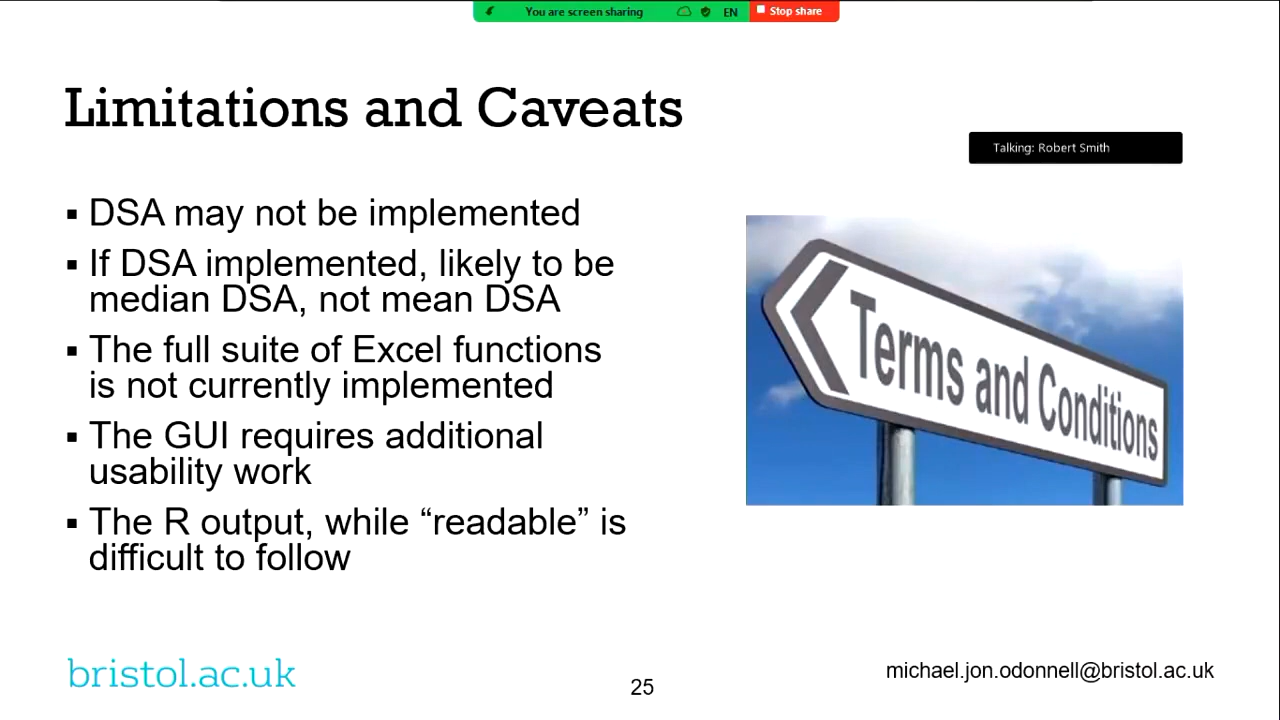 You are screen sharing EN Stop share
Limitations and Caveats
Talking: Robert Smith
▪ DSA may not be implemented
▪ If DSA implemented, likely to be
median DSA, not mean DSA
▪ The full suite of Excel functions
is not currently implemented
▪ The GUI requires additional
usability work
▪ The R output, while “readable” is
difficult to follow
Terms and Conditions
bristol.ac.uk
25
michael.jon.odonnell@bristol.ac.uk